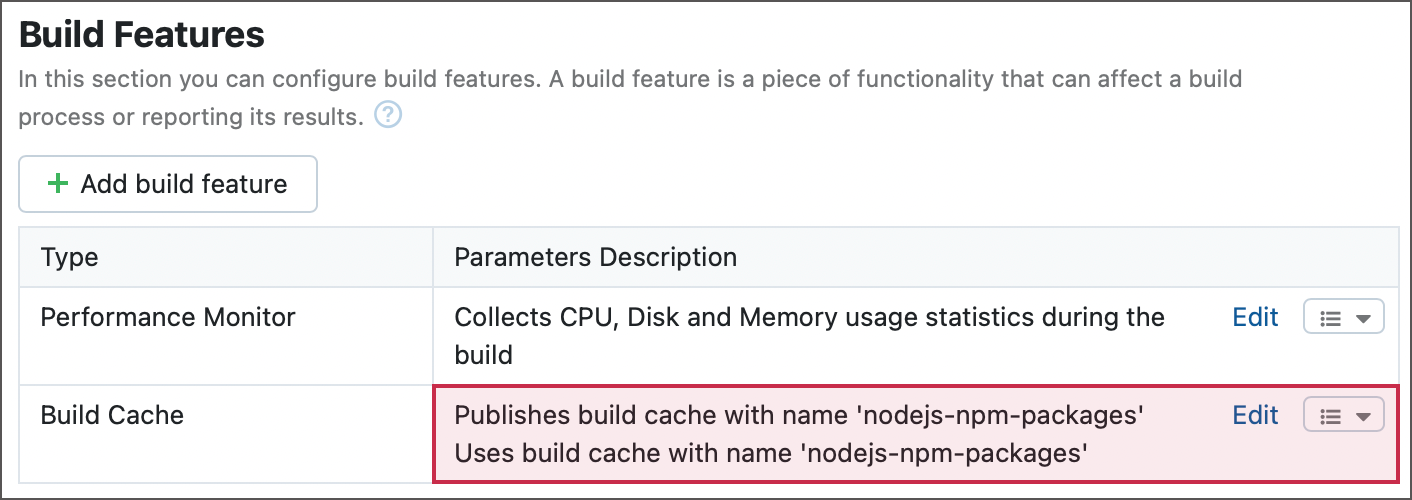 Build Features
In this section you can configure build features. A build feature is a piece of functionality that can affect a build
process or reporting its results. ?
+ Add build feature
Type Parameters Description
Performance Monitor Collects CPU, Disk and Memory usage statistics during the Edit
build
Build Cache Publishes build cache with name 'nodejs-npm-packages' Edit
Uses build cache with name 'nodejs-npm-packages'